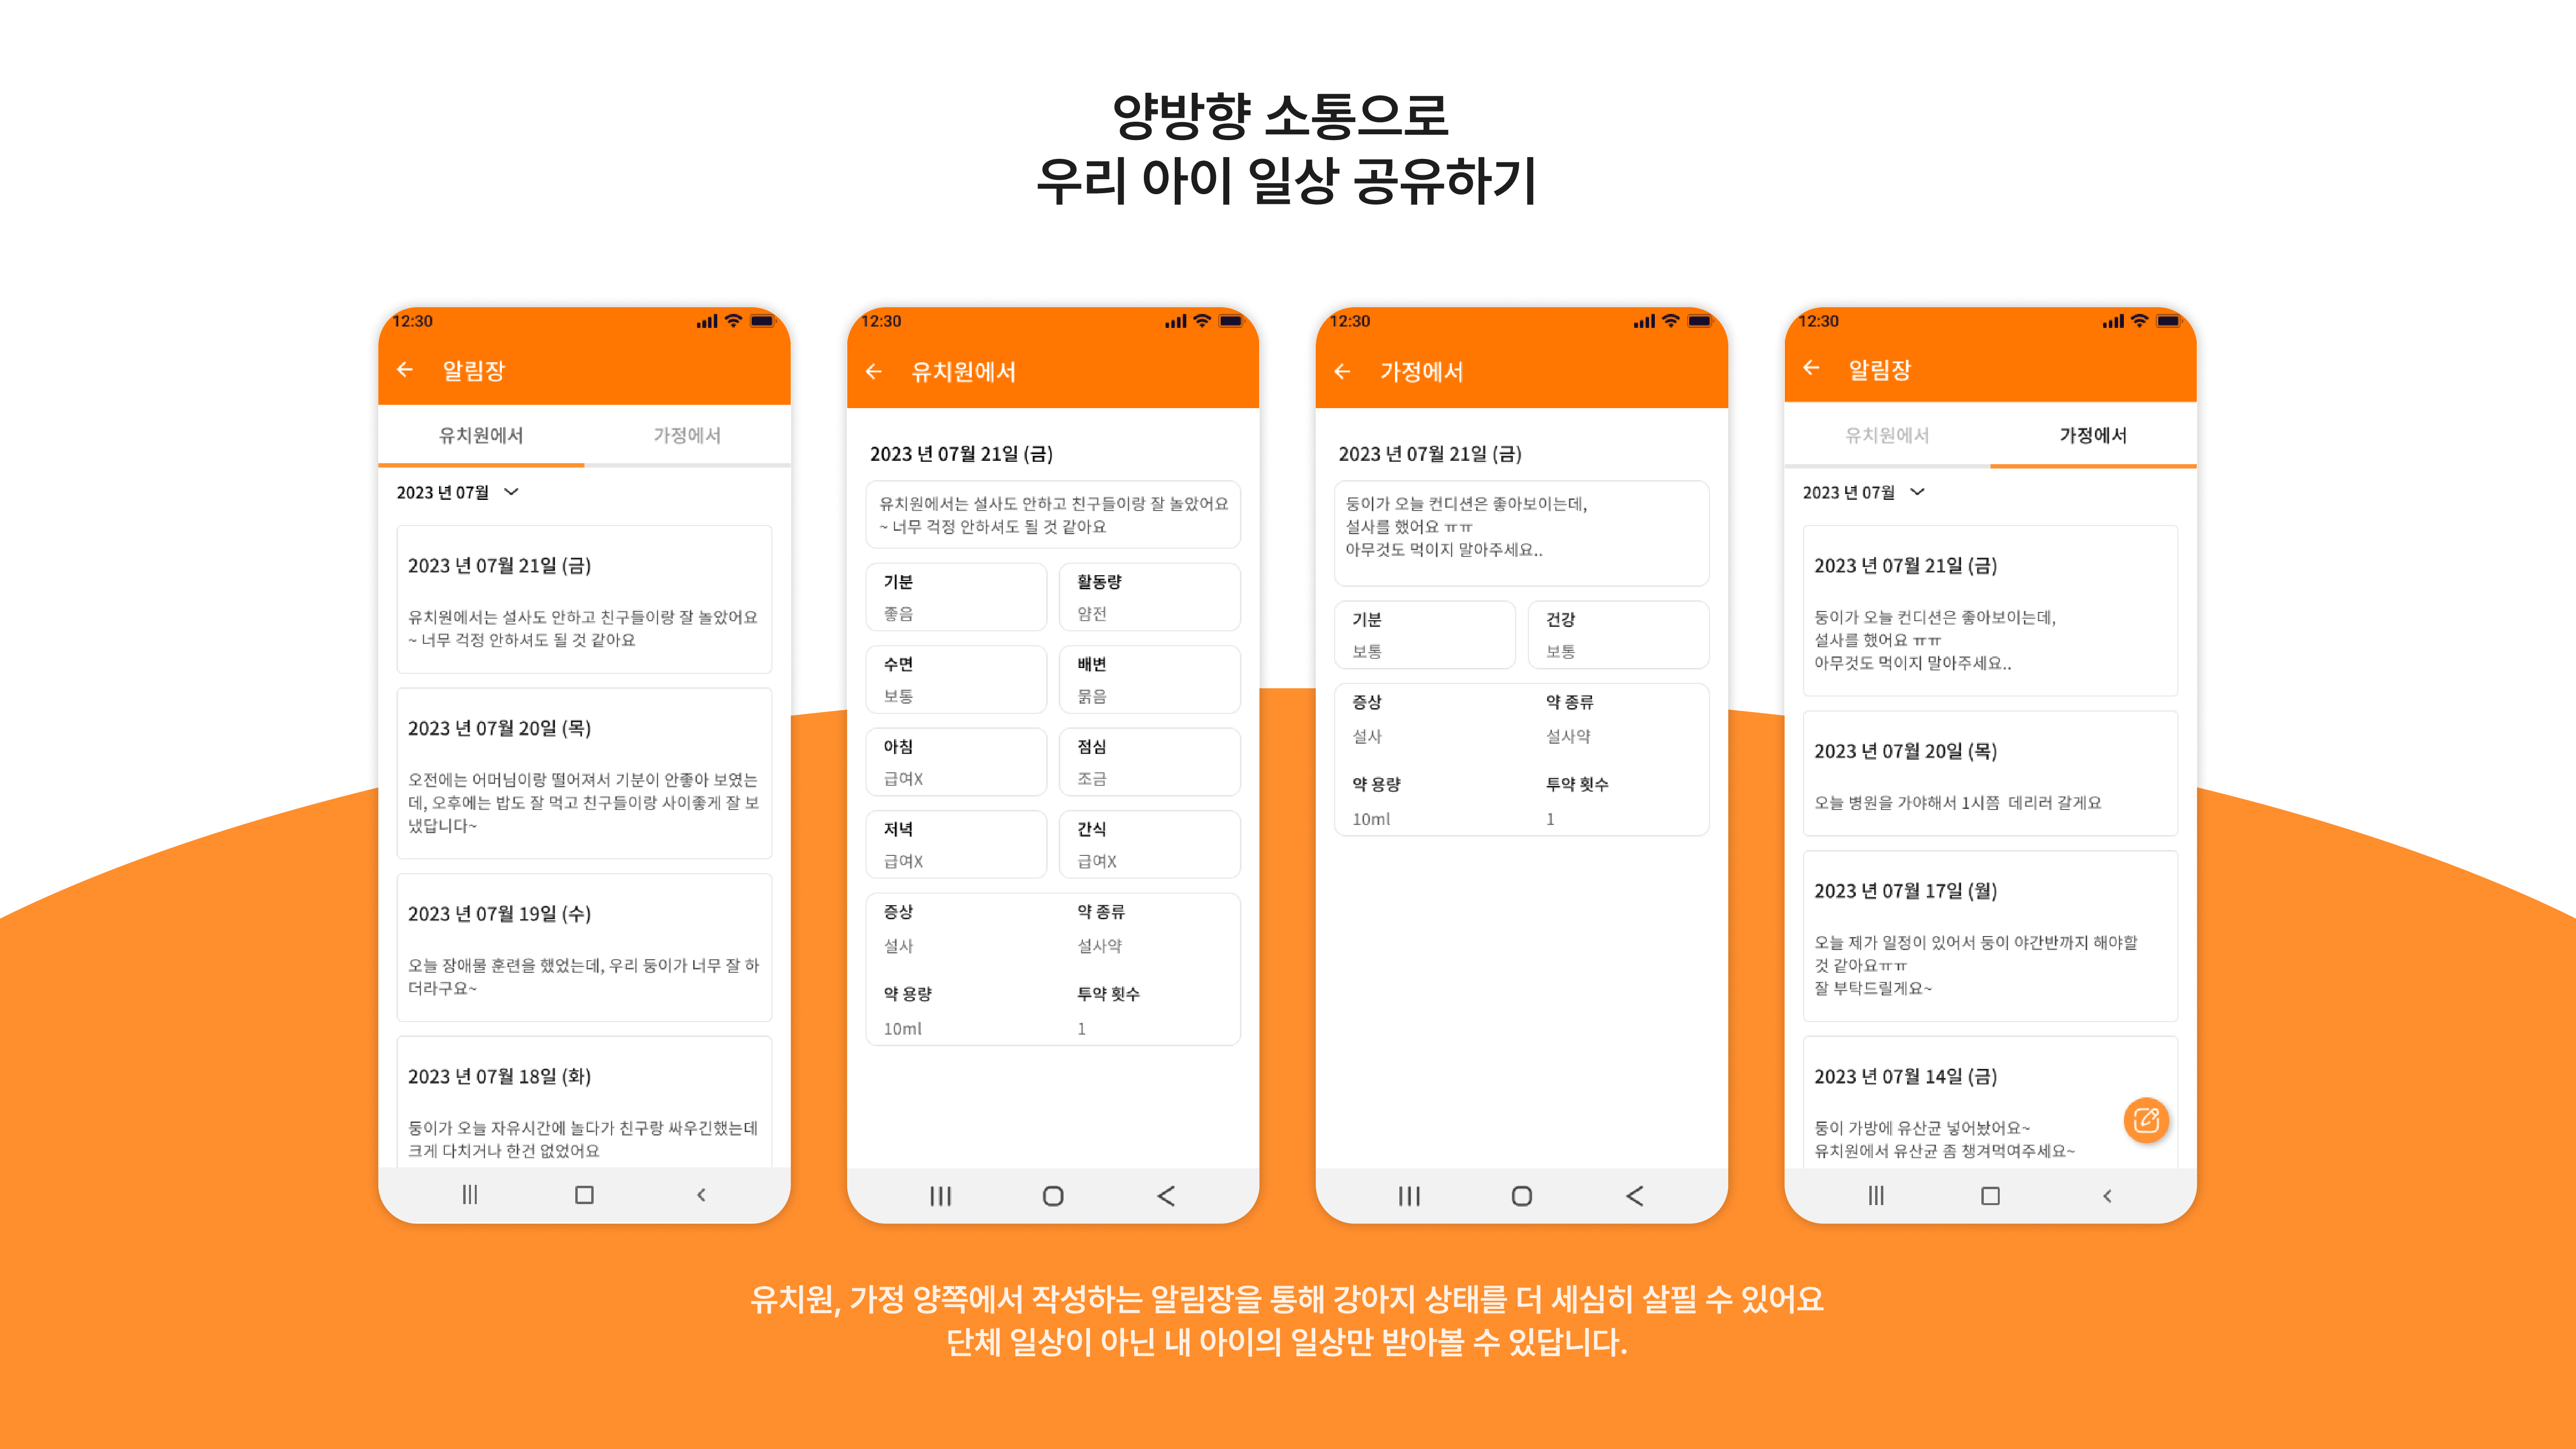 양방향 소통으로
우리 아이 일상 공유하기
12:30
알림장
유치원에서
가정에서
2023 년 07월
2023 년 07월 21일 (금)
유치원에서는 설사도 안하고 친구들이랑 잘 놀았어요
~ 너무 걱정 안하셔도 될 것 같아요
2023 년 07월 20일 (목)
오전에는 어머님이랑 떨어져서 기분이 안좋아 보였는
데, 오후에는 밥도 잘 먹고 친구들이랑 사이좋게 잘 보
냈답니다~
2023 년 07월 19일 (수)
오늘 장애물 훈련을 했었는데, 우리 둥이가 너무 잘 하
더라구요~
2023 년 07월 18일 (화)
둥이가 오늘 자유시간에 놀다가 친구랑 싸우긴했는데
크게 다치거나 한건 없었어요
12:30
유치원에서
2023 년 07월 21일 (금)
유치원에서는 설사도 안하고 친구들이랑 잘 놀았어요
~ 너무 걱정 안하셔도 될 것 같아요
기분
활동량
좋음
얌전
수면
배변
보통
묽음
아침
점심
급여X
조금
저녁
간식
급여X
급여X
증상
약 종류
설사
설사약
약 용량
투약 횟수
10ml
1
12:30
가정에서
2023 년 07월 21일 (금)
둥이가 오늘 컨디션은 좋아보이는데,
설사를 했어요 ㅠㅠ
아무것도 먹이지 말아주세요..
기분
건강
보통
보통
증상
약 종류
설사
설사약
약 용량
투약 횟수
10ml
1
12:30
알림장
유치원에서
가정에서
2023 년 07월
2023 년 07월 21일 (금)
둥이가 오늘 컨디션은 좋아보이는데,
설사를 했어요 ㅠㅠ
아무것도 먹이지 말아주세요..
2023 년 07월 20일 (목)
오늘 병원을 가야해서 1시쯤 데리러 갈게요
2023 년 07월 17일 (월)
오늘 제가 일정이 있어서 둥이 야간반까지 해야할
것 같아요ㅠㅠ
잘 부탁드릴게요~
2023 년 07월 14일 (금)
둥이 가방에 유산균 넣어놨어요~
유치원에서 유산균 좀 챙겨먹여주세요~
유치원, 가정 양쪽에서 작성하는 알림장을 통해 강아지 상태를 더 세심히 살필 수 있어요
단체 일상이 아닌 내 아이의 일상만 받아볼 수 있답니다.